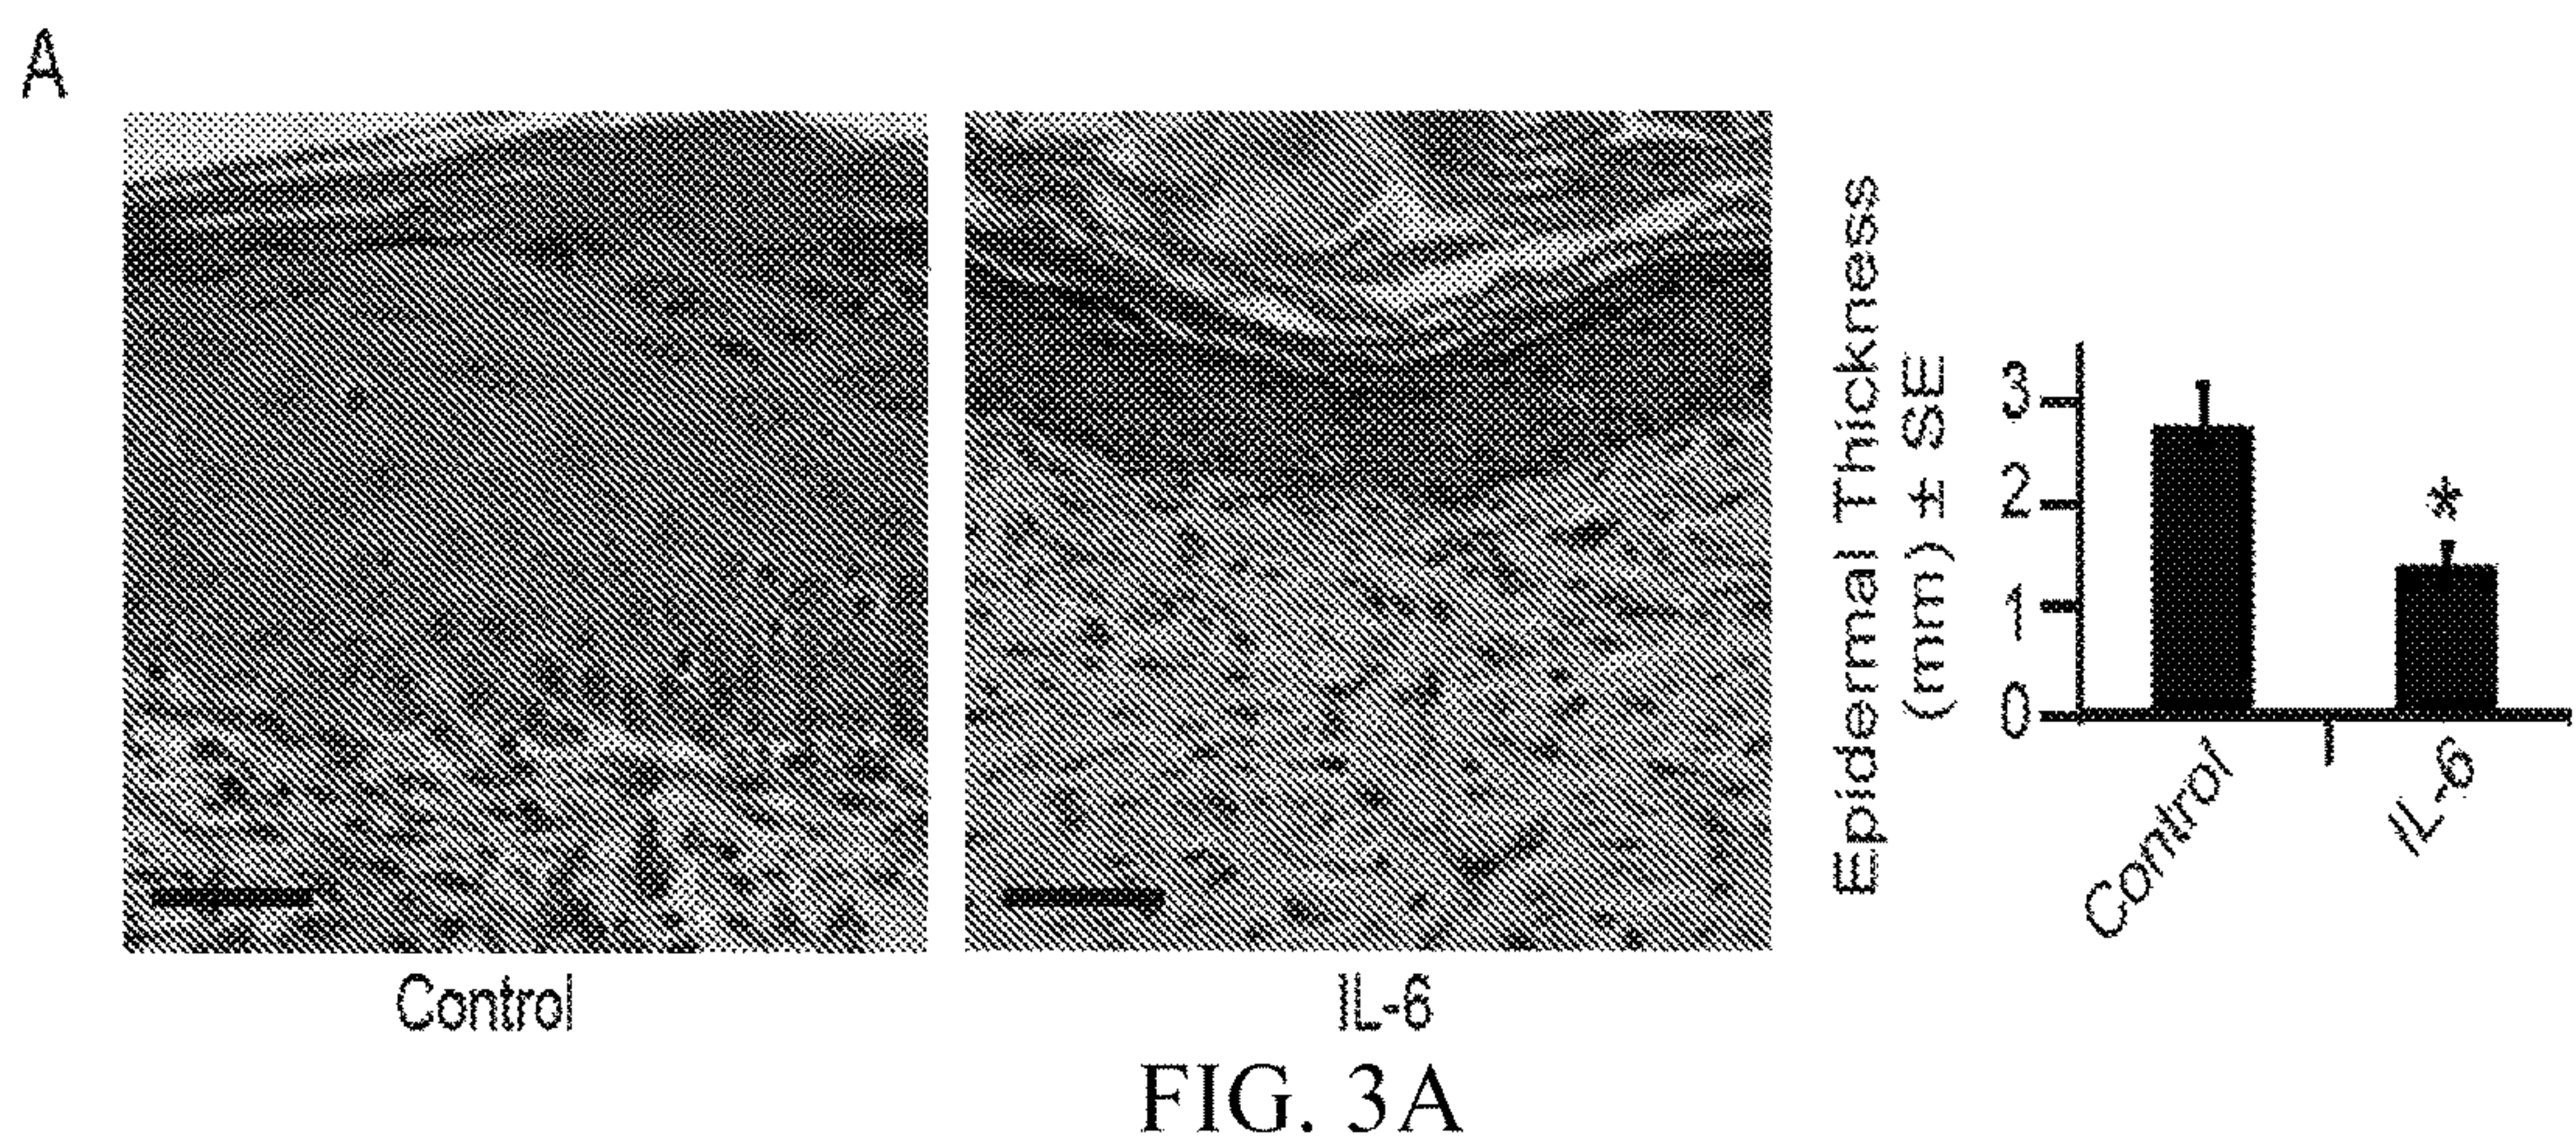 A
Control
IL-6
Epidermal Thickness
(mm) ± SE
3
2
1
0
*
Control
IL-6
FIG. 3A